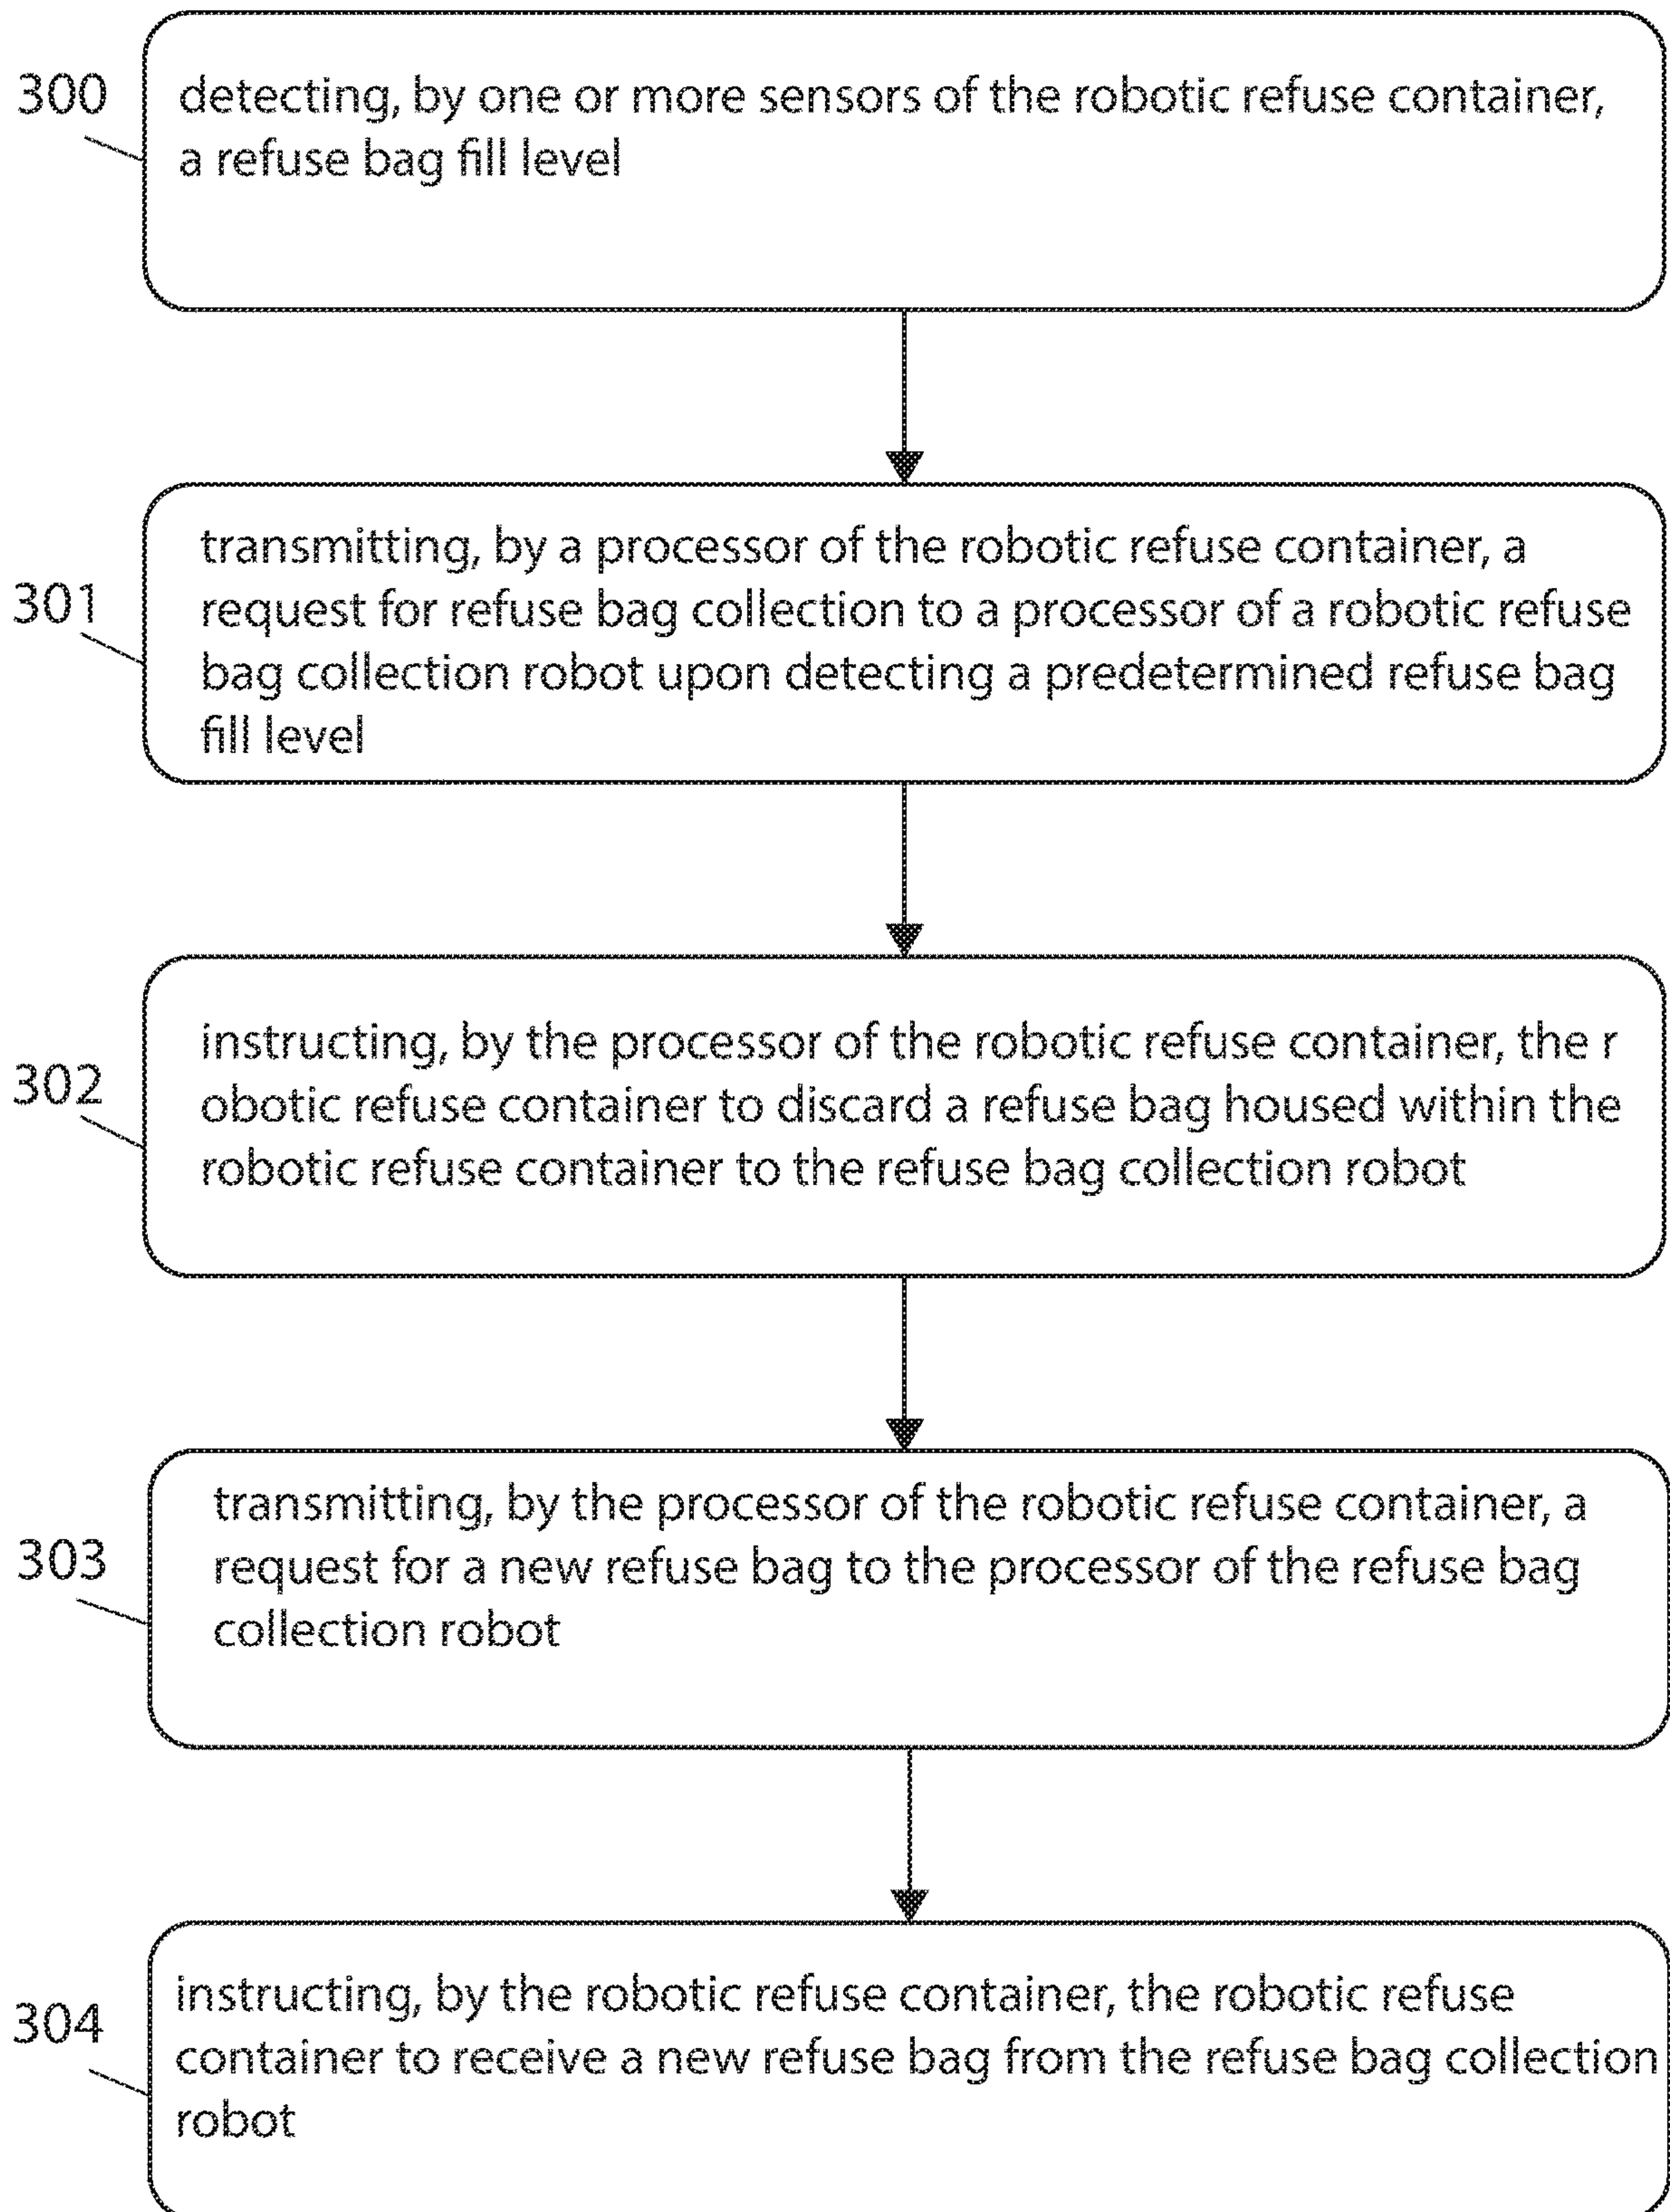 300
detecting, by one or more sensors of the robotic refuse container,
a refuse bag fill level
301
transmitting, by a processor of the robotic refuse container, a
request for refuse bag collection to a processor of a robotic refuse
bag collection robot upon detecting a predetermined refuse bag
fill level
302
instructing, by the processor of the robotic refuse container, the r
obotic refuse container to discard a refuse bag housed within the
robotic refuse container to the refuse bag collection robot
303
transmitting, by the processor of the robotic refuse container, a
request for a new refuse bag to the processor of the refuse bag
collection robot
304
instructing, by the robotic refuse container, the robotic refuse
container to receive a new refuse bag from the refuse bag collection
robot